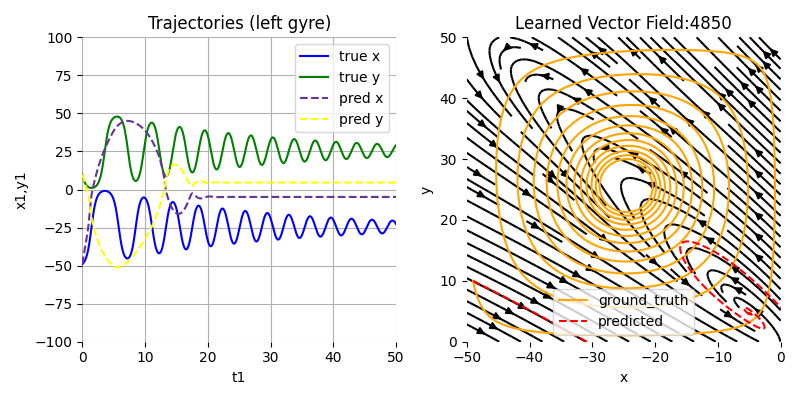 Trajectories (left gyre)
100
75
50
25
0
−25
−50
−75
−100
x1,y1
0
10
20
30
40
50
t1
true x
true y
pred x
pred y
Learned Vector Field:4850
50
40
30
20
10
0
y
−50
−40
−30
−20
−10
0
x
ground_truth
predicted